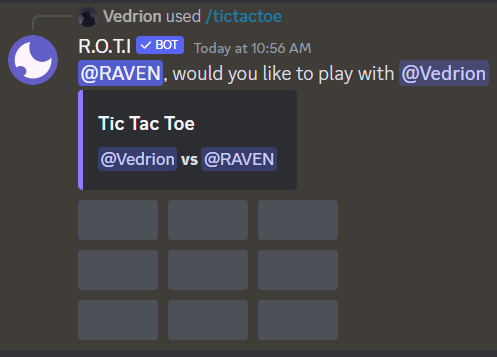 Vedrion used /tictactoe
R.O.T.I ✓ BOT Today at 10:56 AM
@RAVEN, would you like to play with @Vedrion
Tic Tac Toe
@Vedrion vs @RAVEN